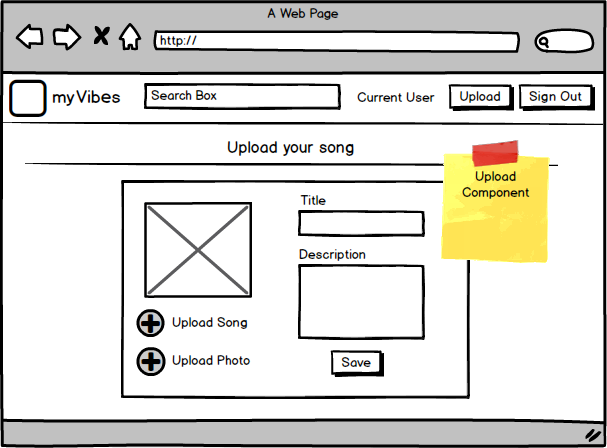 A Web Page
http://
myVibes
Search Box
Current User
Upload
Sign Out
Upload your song
Upload
Component
Title
Description
Upload Song
Upload Photo
Save